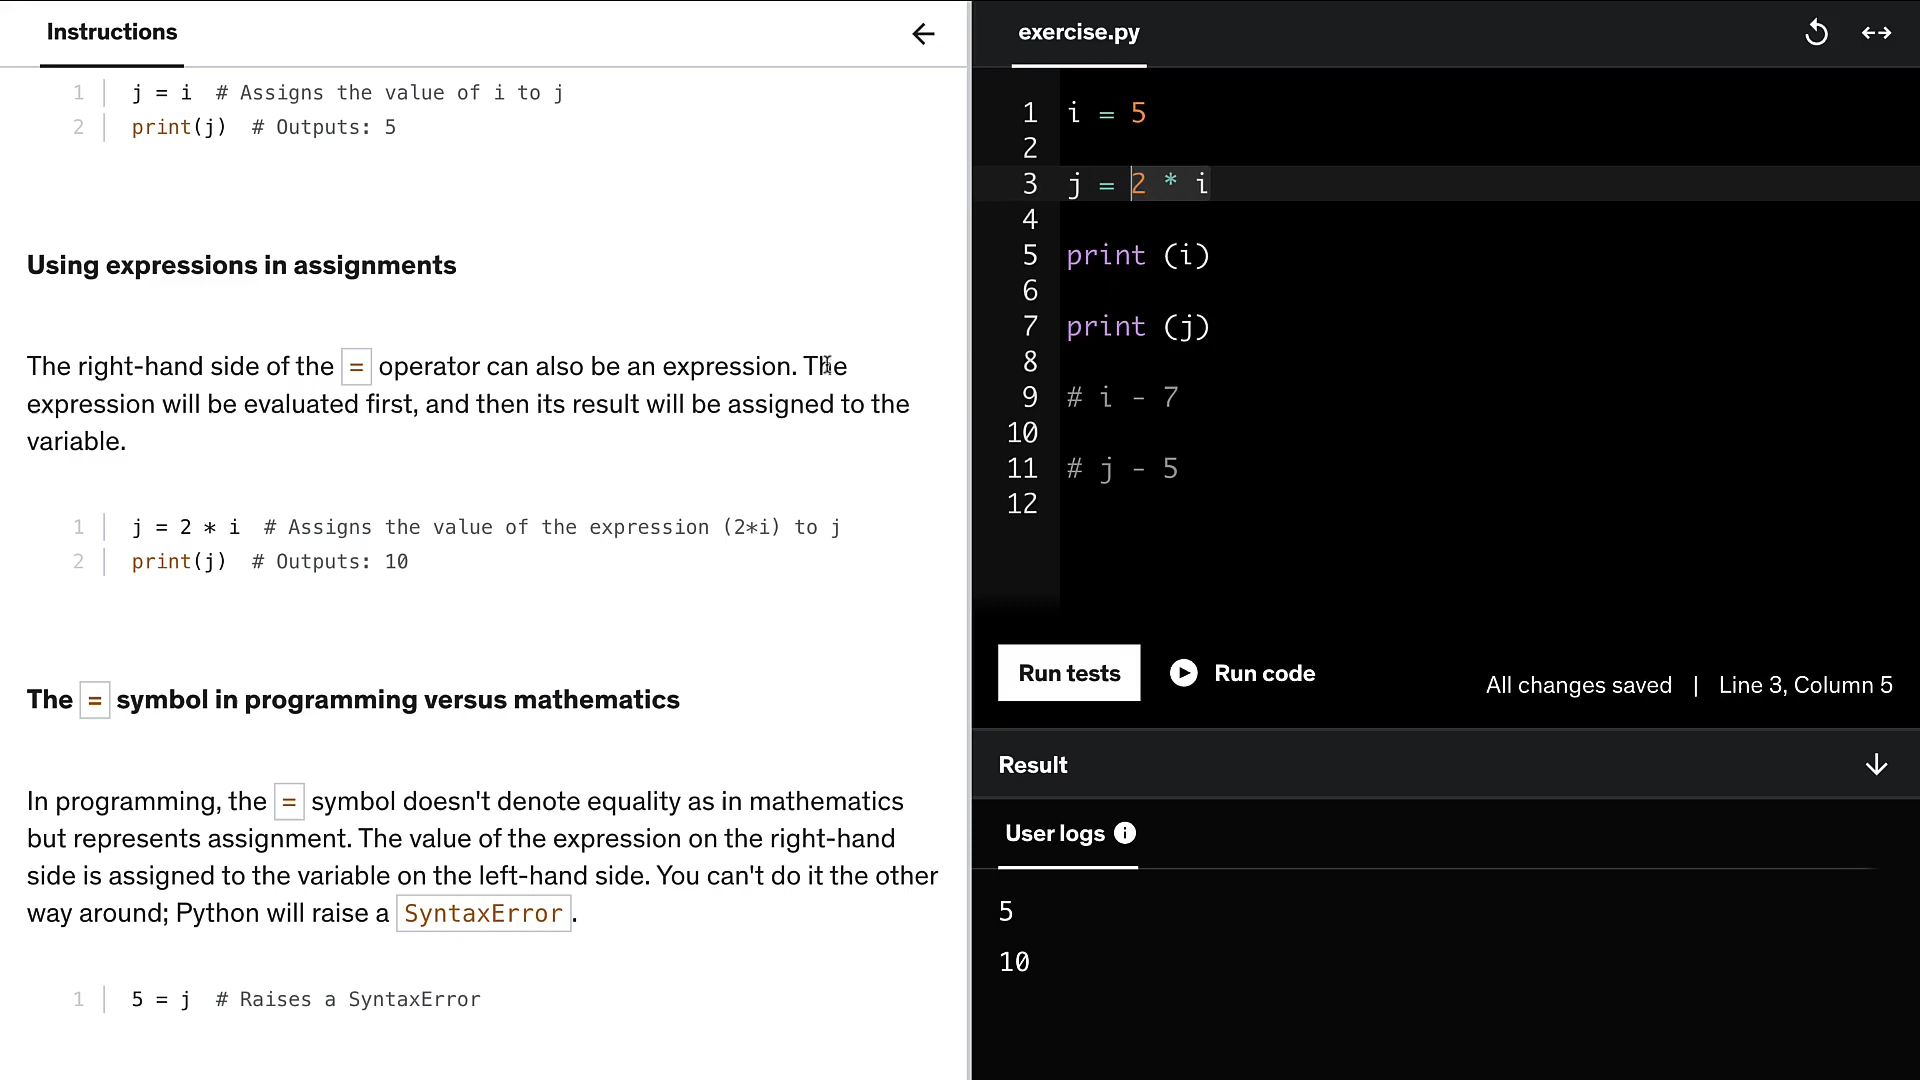 Instructions
1 j = i # Assigns the value of i to j
2 print(j) # Outputs: 5
Using expressions in assignments
The right-hand side of the = operator can also be an expression. The
expression will be evaluated first, and then its result will be assigned to the
variable.
1 j = 2 * i # Assigns the value of the expression (2*i) to j
2 print(j) # Outputs: 10
The = symbol in programming versus mathematics
In programming, the = symbol doesn't denote equality as in mathematics
but represents assignment. The value of the expression on the right-hand
side is assigned to the variable on the left-hand side. You can't do it the other
way around; Python will raise a SyntaxError.
1 5 = j # Raises a SyntaxError
exercise.py
1 i = 5
2
3 j = 2 * i
4
5 print (i)
6
7 print (j)
8
9 # i - 7
10
11 # j - 5
12
Run tests
Run code
All changes saved | Line 3, Column 5
Result
User logs
5
10